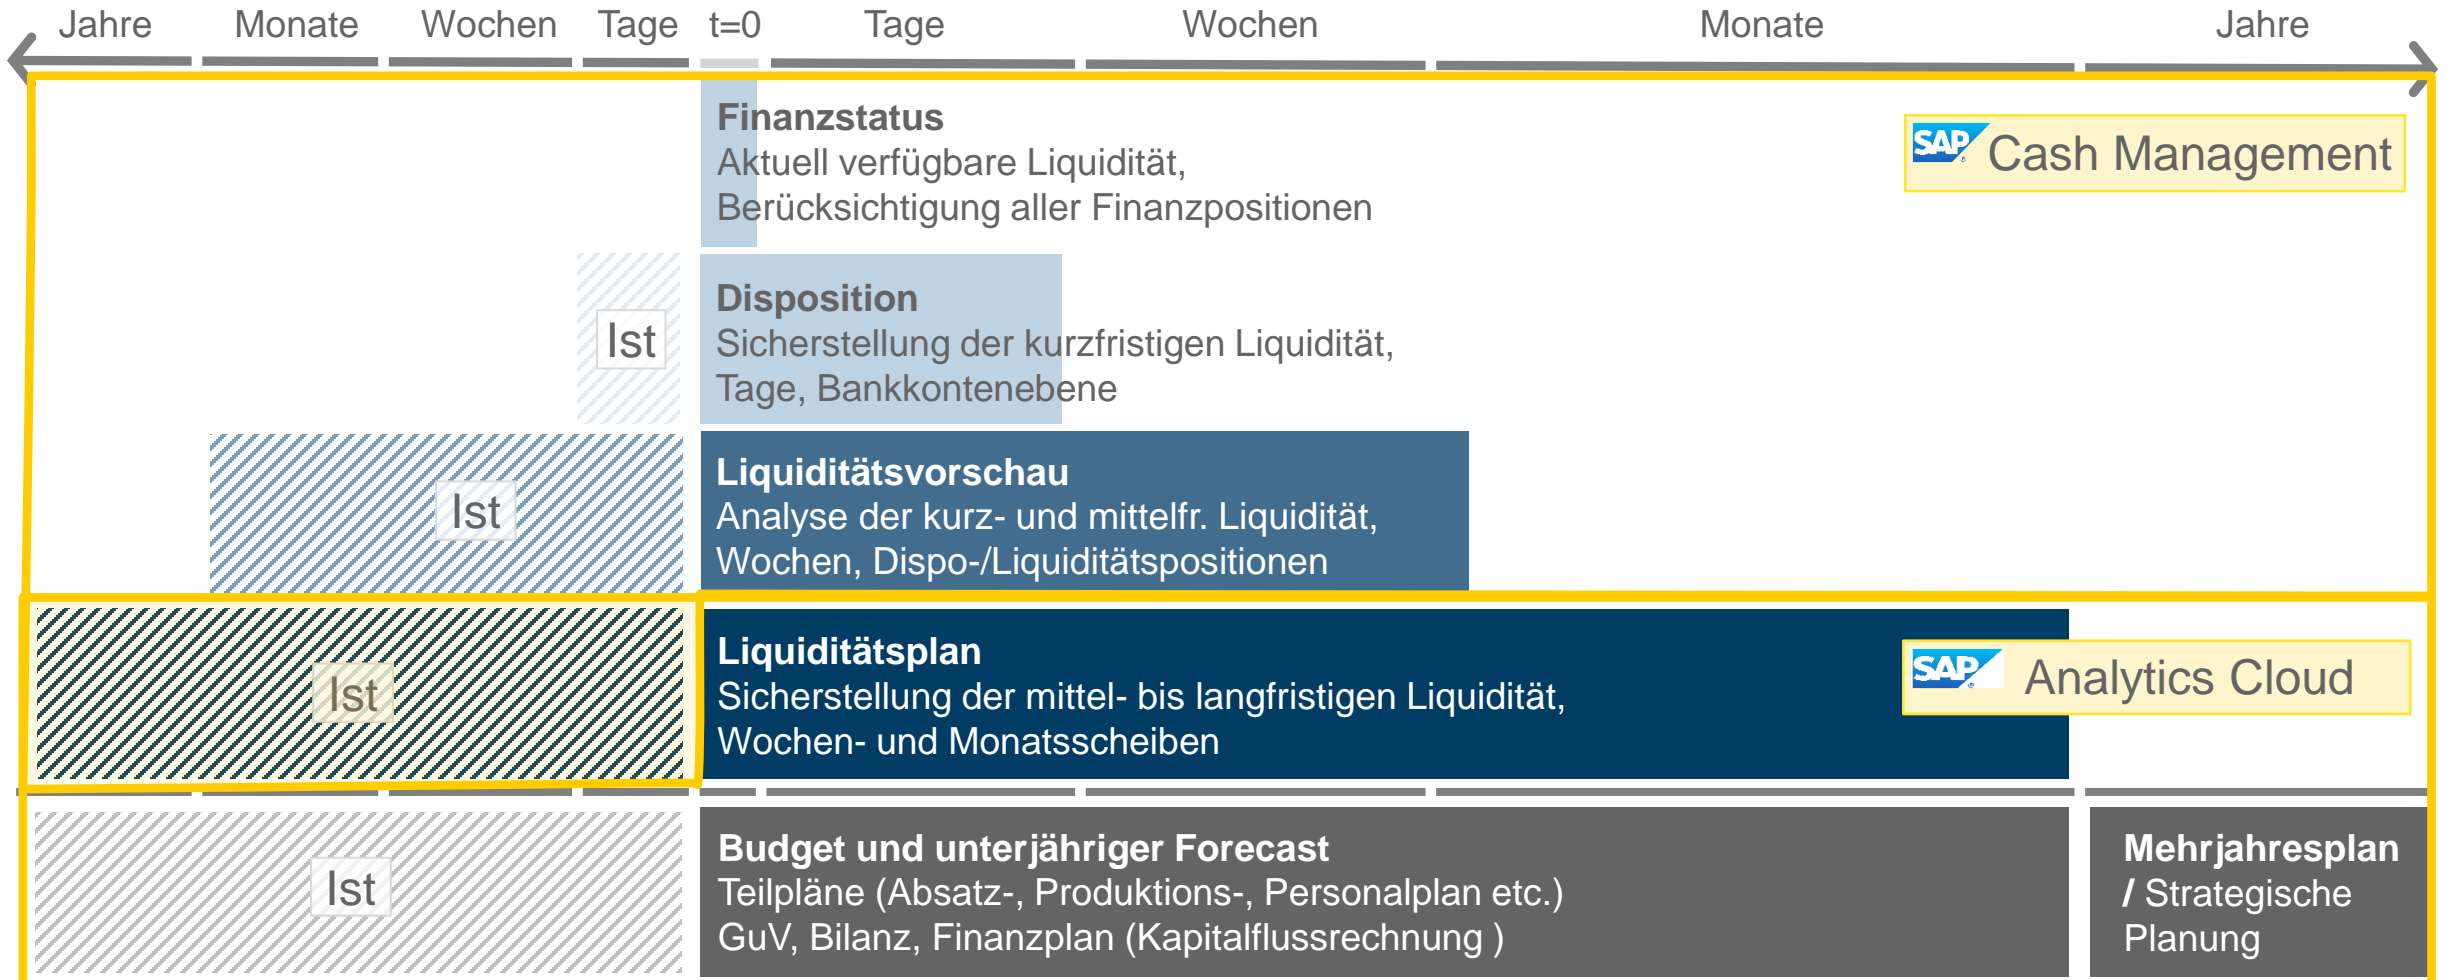 Jahre Monate Wochen Tage t=0 Tage Wochen Monate Jahre
Finanzstatus
Aktuell verfügbare Liquidität,
Berücksichtigung aller Finanzpositionen
SAP Cash Management
Ist
Disposition
Sicherstellung der kurzfristigen Liquidität,
Tage, Bankkontenebene
Ist
Liquiditätsvorschau
Analyse der kurz- und mittelfr. Liquidität,
Wochen, Dispo-/Liquiditätspositionen
Ist
Liquiditätsplan
Sicherstellung der mittel- bis langfristigen Liquidität,
Wochen- und Monatsscheiben
SAP Analytics Cloud
Ist
Budget und unterjähriger Forecast
Teilpläne (Absatz-, Produktions-, Personalplan etc.)
GuV, Bilanz, Finanzplan (Kapitalflussrechnung )
Mehrjahresplan
/ Strategische
Planung